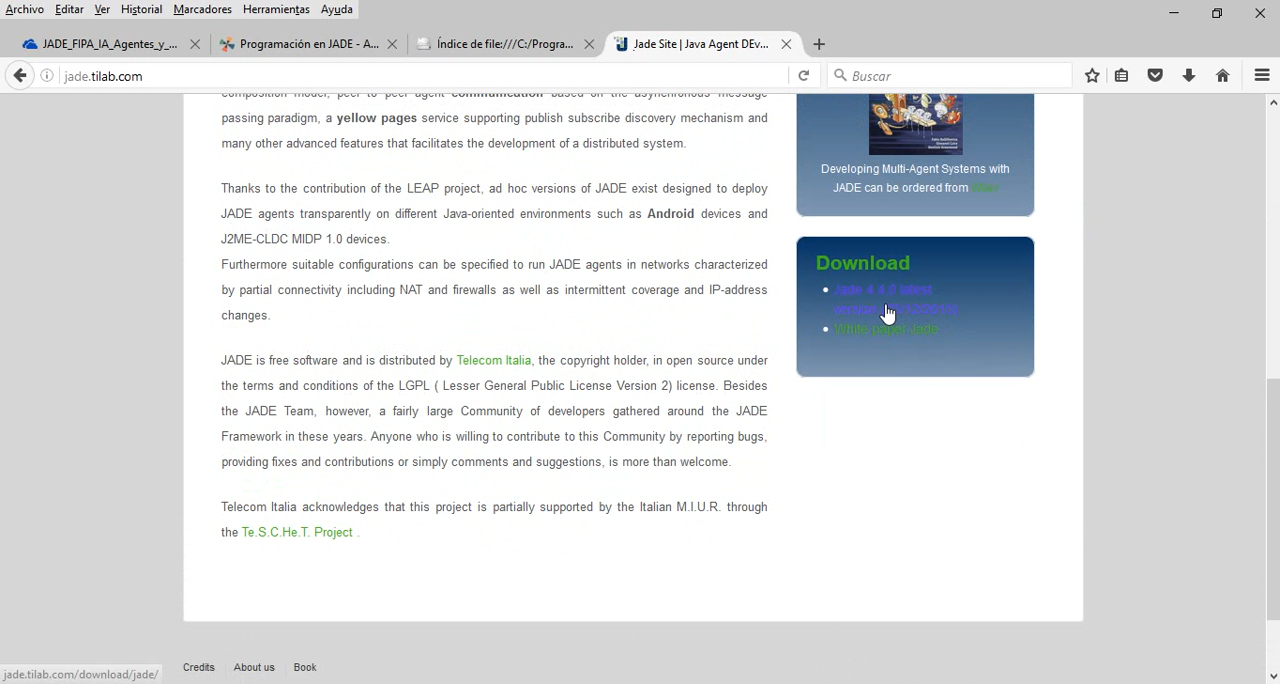 Archivo Editar Ver Historial Marcadores Herramientas Ayuda
JADE_FIPA_IA_Agentes_y_... Programación en JADE - A... Índice de file:///C:/Progra... Jade Site | Java Agent DEv...
jade.tilab.com Buscar
composition model, peer to peer agent communication based on the asynchronous message
passing paradigm, a yellow pages service supporting publish subscribe discovery mechanism and
many other advanced features that facilitates the development of a distributed system.
Thanks to the contribution of the LEAP project, ad hoc versions of JADE exist designed to deploy
JADE agents transparently on different Java-oriented environments such as Android devices and
J2ME-CLDC MIDP 1.0 devices.
Furthermore suitable configurations can be specified to run JADE agents in networks characterized
by partial connectivity including NAT and firewalls as well as intermittent coverage and IP-address
changes.
JADE is free software and is distributed by Telecom Italia, the copyright holder, in open source under
the terms and conditions of the LGPL ( Lesser General Public License Version 2) license. Besides
the JADE Team, however, a fairly large Community of developers gathered around the JADE
Framework in these years. Anyone who is willing to contribute to this Community by reporting bugs,
providing fixes and contributions or simply comments and suggestions, is more than welcome.
Telecom Italia acknowledges that this project is partially supported by the Italian M.I.U.R. through
the Te.S.C.He.T. Project .
Developing Multi-Agent Systems with
JADE can be ordered from
Download
Jade 4.4.0 latest
White paper Jade
Credits About us Book
jade.tilab.com/download/jade/